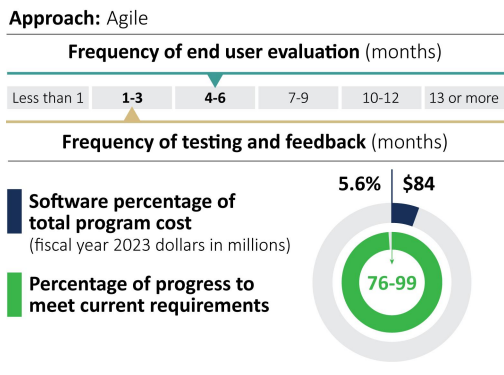 Approach: Agile
Frequency of end user evaluation (months)
Less than 1 1-3 4-6 7-9 10-12 13 or more
Frequency of testing and feedback (months)
5.6% $84
Software percentage of
total program cost
(fiscal year 2023 dollars in millions)
Percentage of progress to
meet current requirements
76-99